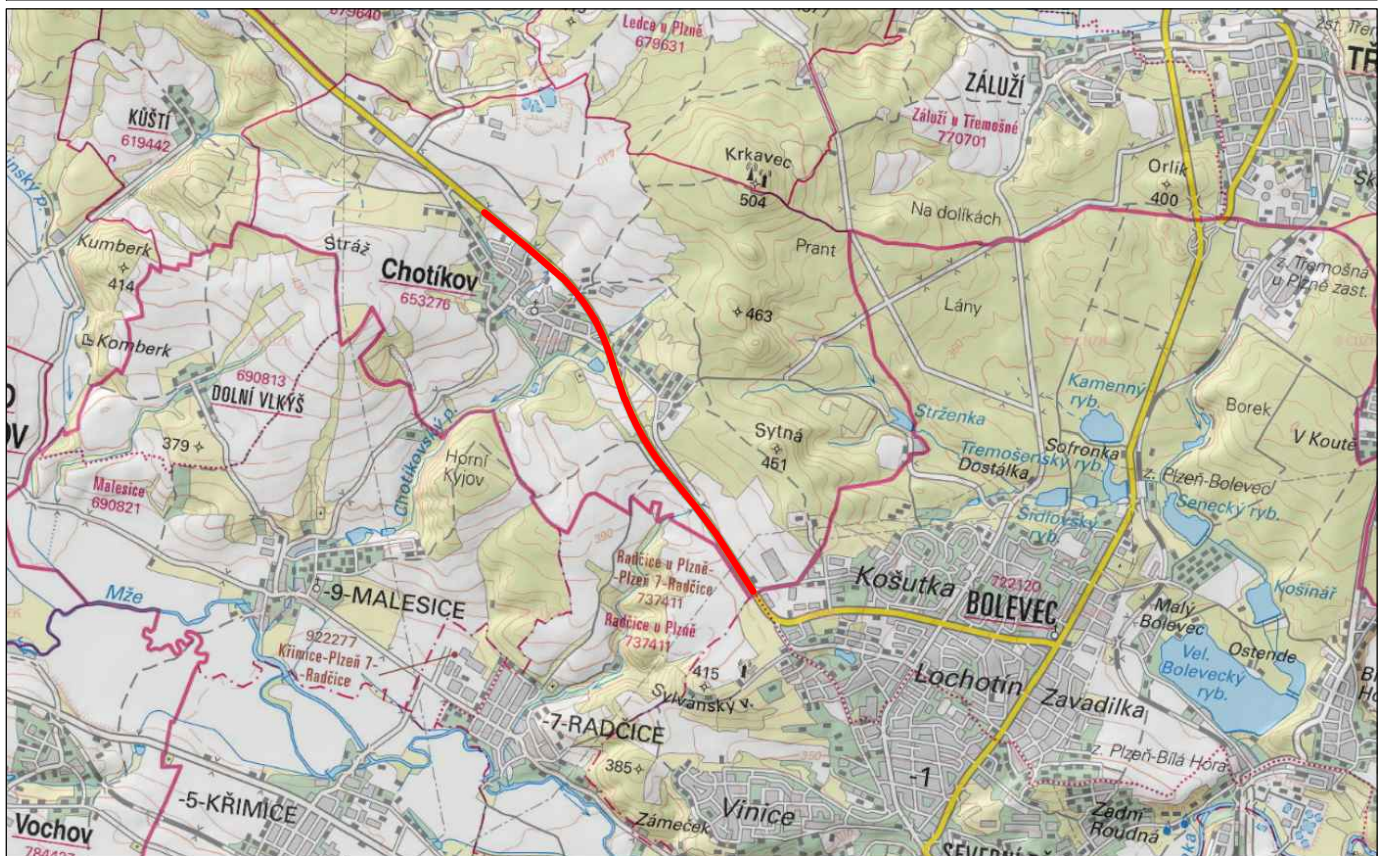 Ledce u Plzně
679631
KŮŠTÍ
619442
ZÁLUŽÍ
Záluží u Třemošné
770701
Krkavec
504
Orlík
400
Na dolíkách
Prant
Kumberk
414
Stráž
Chotíkov
653276
z. Třemošná
u Plzně zast.
Lány
463
Komberk
690813
DOLNÍ VLKÝŠ
379
Chotíkovský p.
Horní
Kyjov
Malesice
690821
Strženka
Kamenný
ryb.
Borek
V Koutě
Sytná
461
Třemošenský ryb.
Sofronka
Dostálka
z. Plzeň-Bolevec
Senecký ryb.
Šídlovský
ryb.
Radčice u Plzně-
-Plzeň 7-Radčice
737411
Radčice u Plzně
737411
Košutka
722120
BOLEVEC
Košinář
Malý
Bolevec
Ostende
Vel.
Bolevecký
ryb.
Mže
-9-MALESICE
922277
Křimice-Plzeň 7-
-Radčice
415
Sylvánský v.
Lochotín
Zavadilka
-7-RADČICE
z. Plzeň-Bílá Hora
385
-1
-5-KŘIMICE
Vinice
Zámeček
Zadní
Roudná
Vochov